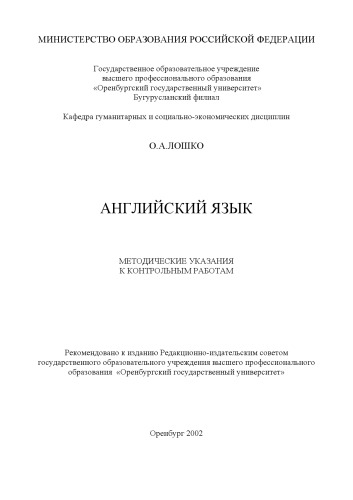 МИНИСТЕРСТВО ОБРАЗОВАНИЯ РОССИЙСКОЙ ФЕДЕРАЦИИ
Государственное образовательное учреждение
высшего профессионального образования
«Оренбургский государственный университет»
Бугурусланский филиал
Кафедра гуманитарных и социально-экономических дисциплин
О.А.ЛОШКО
АНГЛИЙСКИЙ ЯЗЫК
МЕТОДИЧЕСКИЕ УКАЗАНИЯ
К КОНТРОЛЬНЫМ РАБОТАМ
Рекомендовано к изданию Редакционно-издательским советом
государственного образовательного учреждения высшего профессионального
образования «Оренбургский государственный университет»
Оренбург 2002